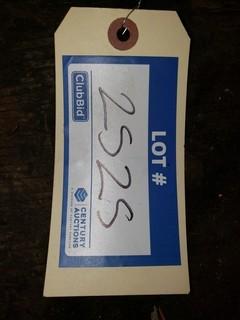 LOT #
2525
ClubBid
CENTURY
AUCTIONS